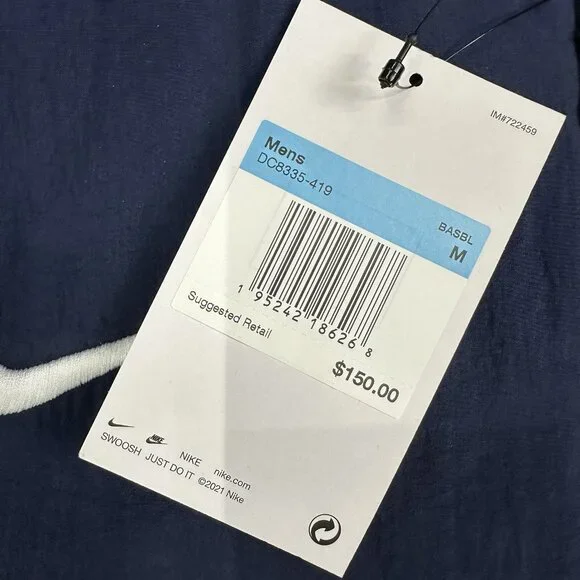 IM#722459
Mens
DC8335-419
BASBL
M
1 95242 18626 8
Suggested Retail
$150.00
NIKE
NIKE nike.com
SWOOSH JUST DO IT ©2021 Nike